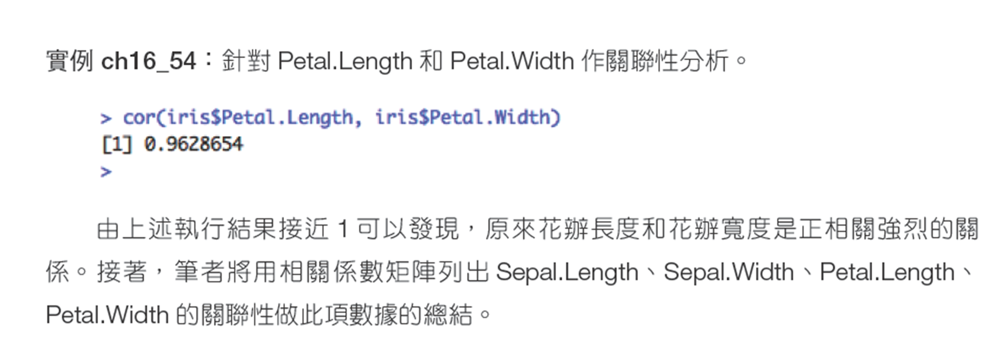 實例 ch16_54：針對 Petal.Length 和 Petal.Width 作關聯性分析。
> cor(iris$Petal.Length, iris$Petal.Width)
[1] 0.9628654
>
由上述執行結果接近 1 可以發現，原來花辦長度和花辦寬度是正相關強烈的關
係。接著，筆者將用相關係數矩陣列出 Sepal.Length、Sepal.Width、Petal.Length、
Petal.Width 的關聯性做此項數據的總結。